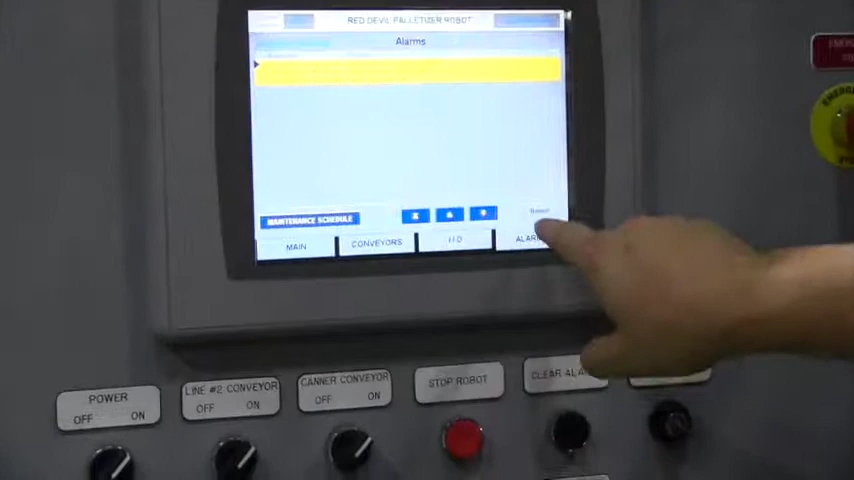 RED DEVIL PALLETIZER ROBOT
Alarms
MAINTENANCE SCHEDULE
MAIN
CONVEYORS
I/O
POWER
OFF ON
LINE #2 CONVEYOR
OFF ON
CANNER CONVEYOR
OFF ON
STOP ROBOT
CLEAR